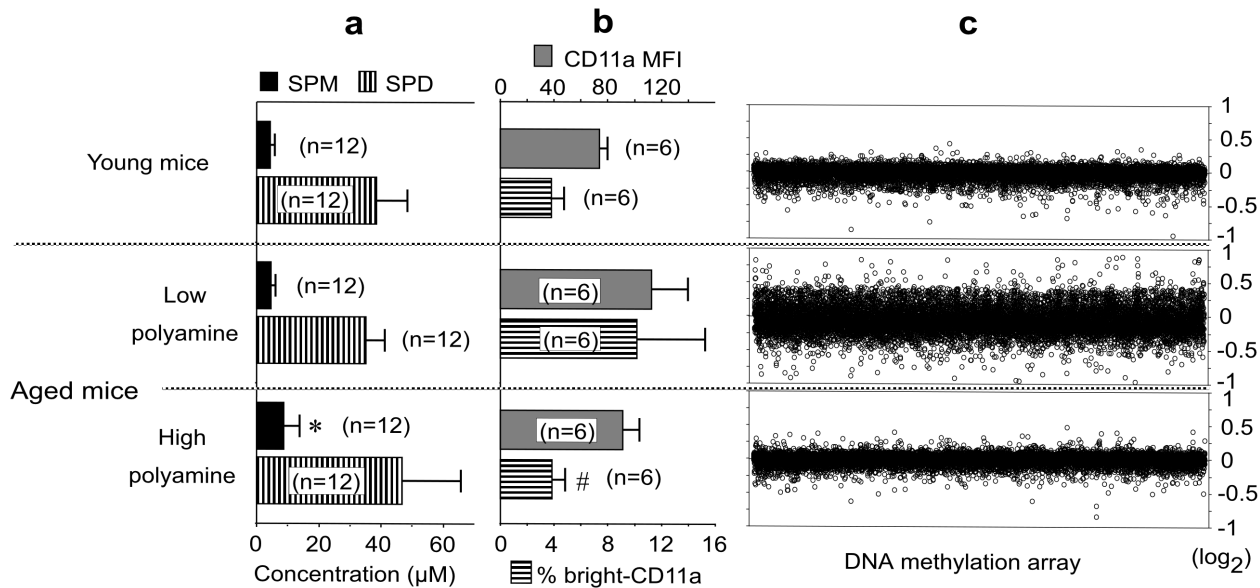 a
b
c
SPM SPD
CD11a MFI
0 40 80 120
Young mice
(n=12)
(n=12)
(n=6)
(n=6)
1
0.5
0
-0.5
-1
Low
polyamine
(n=12)
(n=12)
(n=6)
(n=6)
1
0.5
0
-0.5
-1
Aged mice
High
polyamine
* (n=12)
(n=12)
(n=6)
# (n=6)
1
0.5
0
-0.5
-1
0 20 40 60
Concentration (µM)
0 4 8 12 16
% bright-CD11a
DNA methylation array
(log2)